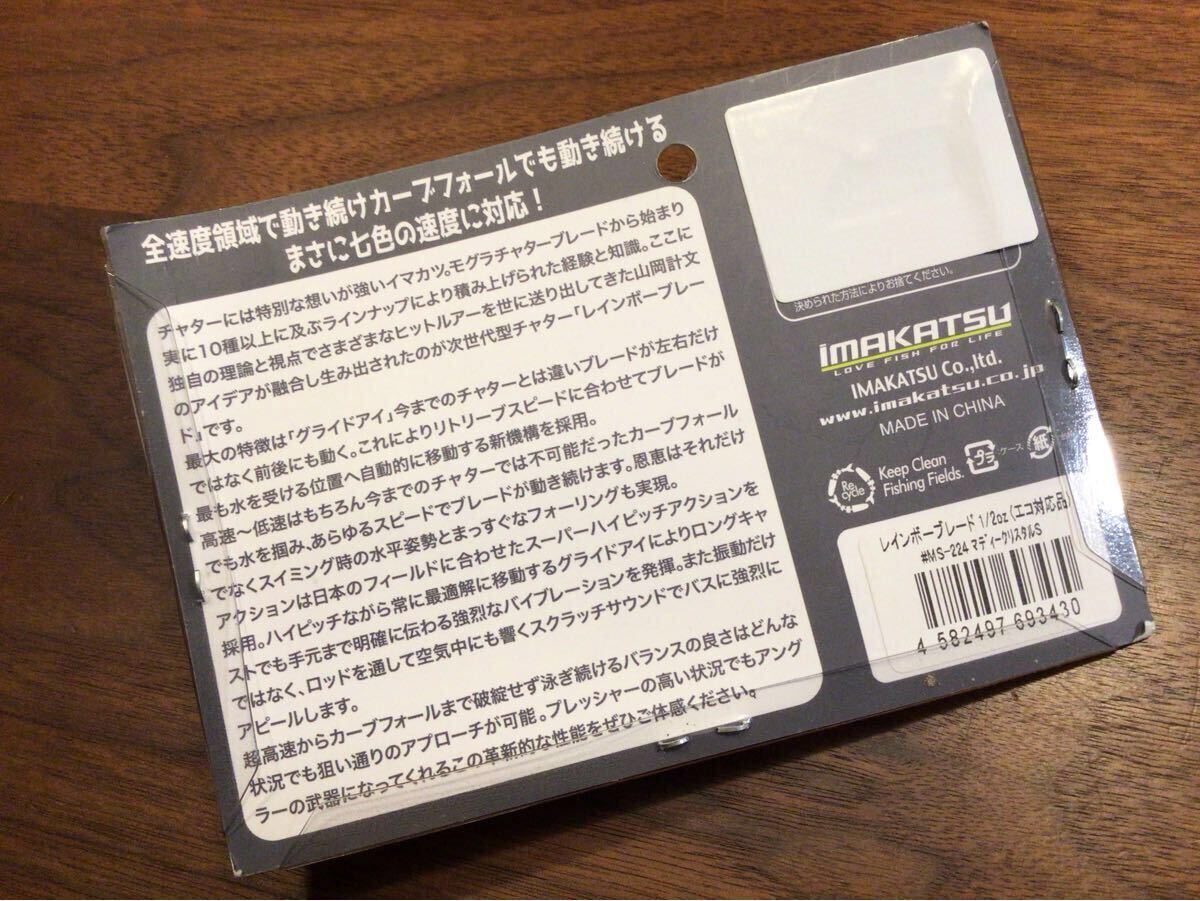 全速度領域で動き続けカーブフォールでも動き続ける
まさに七色の速度に対応！
チャターには特別な想いが強いイマカツ。モグラチャターブレードから始まり
実に10種以上に及ぶラインナップにより積み上げられた経験と知識。ここに
独自の理論と視点でさまざまなヒットルアーを世に送り出してきた山岡計文
のアイデアが融合し生み出されたのが次世代型チャター「レインボーブレー
ド」です。
最大の特徴は「グライドアイ」今までのチャターとは違いブレードが左右だけ
ではなく前後にも動く。これによりリトリーブスピードに合わせてブレードが
最も水を受ける位置へ自動的に移動する新機構を採用。
高速〜低速はもちろん今までのチャターでは不可能だったカーブフォール
でも水を掴み、あらゆるスピードでブレードが動き続けます。恩恵はそれだけ
でなくスイミング時の水平姿勢とまっすぐなフォーリングも実現。
アクションは日本のフィールドに合わせたスーパーハイピッチアクションを
採用。ハイピッチながら常に最適解に移動するグライドアイによりロングキャ
ストでも手元まで明確に伝わる強烈なバイブレーションを発揮。また振動だけ
ではなく、ロッドを通して空気中にも響くスクラッチサウンドでバスに強烈に
アピールします。
超高速からカーブフォールまで破綻せず泳ぎ続けるバランスの良さはどんな
状況でも狙い通りのアプローチが可能。プレッシャーの高い状況でもアング
ラーの武器になってくれるこの革新的な性能をぜひご体感ください。
決められた方法によりお捨てください。
IMAKATSU
LOVE FISH FOR LIFE
IMAKATSU Co.,ltd.
www.imakatsu.co.jp
MADE IN CHINA
Re
cycle
Keep Clean
Fishing Fields.
プラ
ケース
紙
レインボーブレード 1/2oz（エコ対応品）
#MS-224 マディークリスタルS
4 582497 693430